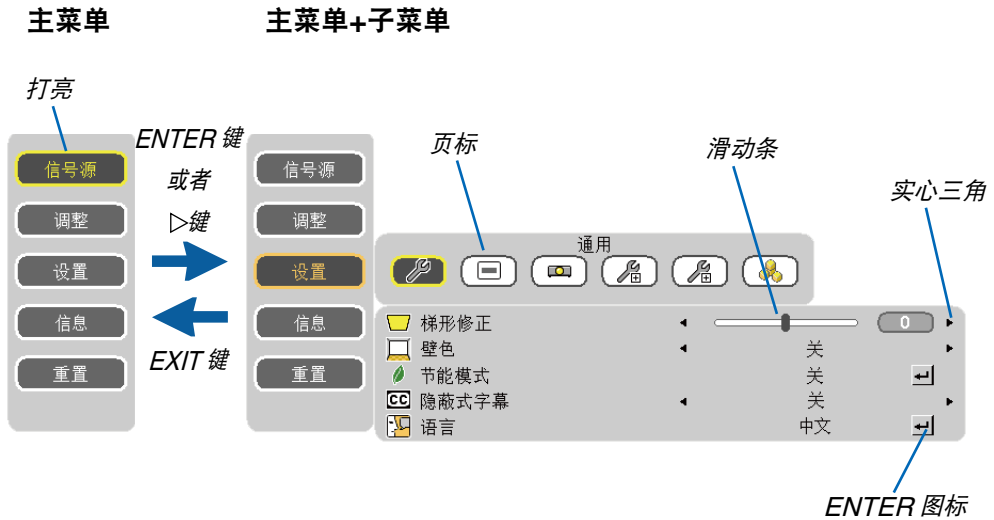 主菜单
主菜单+子菜单
打亮
ENTER 键
或者
▷键
EXIT 键
信号源
调整
设置
信息
重置
信号源
调整
设置
信息
重置
页标
滑动条
实心三角
通用
梯形修正 0
壁色 关
节能模式 关
CC 隐蔽式字幕 关
语言 中文
ENTER 图标